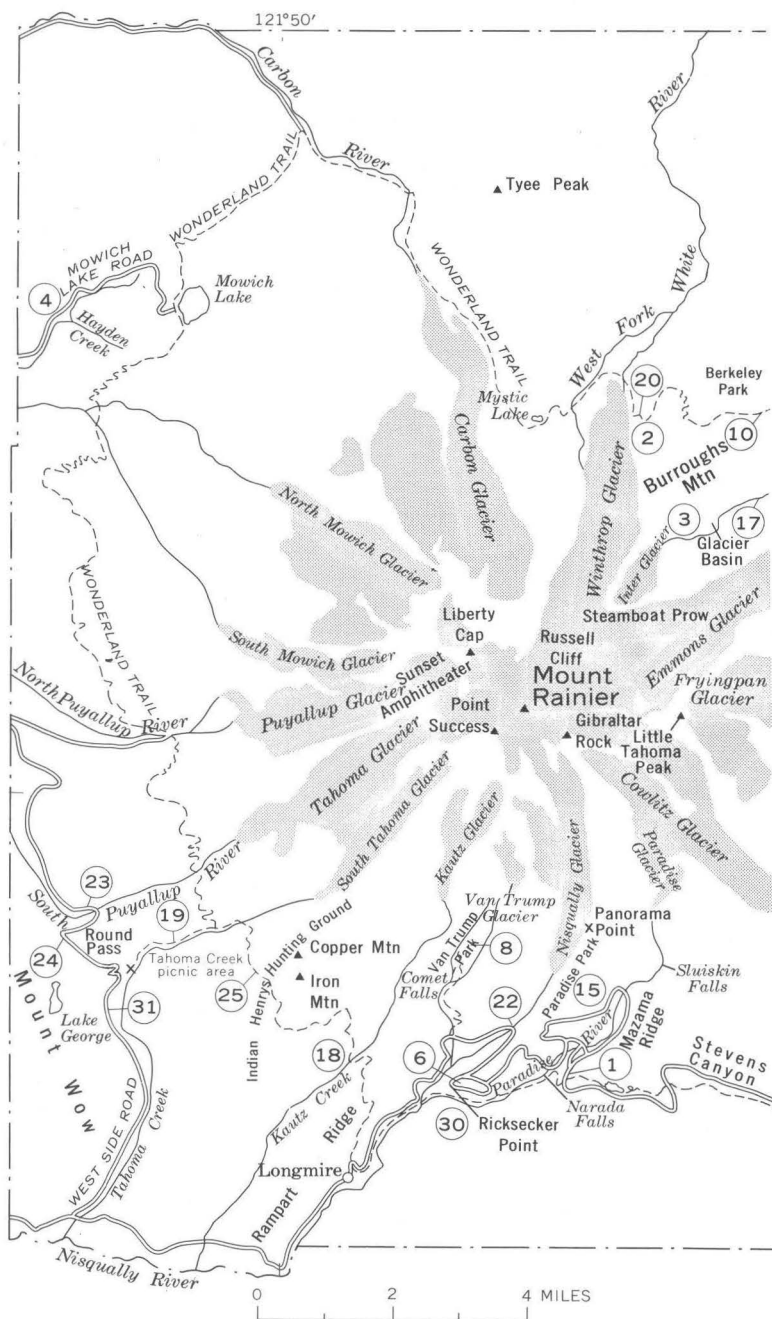 121°50'
Carbon
River
River
WONDERLAND TRAIL
Tyee Peak
MOWICH
LAKE ROAD
4
Mowich
Lake
Hayden
Creek
WONDERLAND TRAIL
West Fork White
Mystic
Lake
20
Berkeley
Park
2
10
Carbon Glacier
Winthrop Glacier
Burroughs
Mtn
North Mowich Glacier
3
17
Inter Glacier
Glacier
Basin
WONDERLAND TRAIL
Liberty
Cap
Steamboat Prow
South Mowich Glacier
Russell
Cliff
Emmons Glacier
Sunset
Amphitheater
Mount
Rainier
Fryingpan
Glacier
North Puyallup River
Puyallup Glacier
Point
Success
Gibraltar
Rock
Little
Tahoma
Peak
Tahoma Glacier
South Tahoma Glacier
Kautz Glacier
Cowlitz Glacier
Nisqually Glacier
Paradise
Glacier
23
South Puyallup River
19
Van Trump
Glacier
Panorama
Point
Round
Pass
24
Tahoma Creek
picnic area
Copper Mtn
Van Trump
Park
8
Paradise Park
Iron
Mtn
25
Indian Henrys Hunting Ground
Comet
Falls
22
15
Sluiskin
Falls
Mount Wow
Lake
George
31
Mazama
Ridge
18
6
Paradise River
1
Stevens
Canyon
Kautz Creek
30
Ricksecker
Point
Narada
Falls
WEST SIDE ROAD
Tahoma Creek
Rampart Ridge
Longmire
Nisqually River
0 2 4 MILES